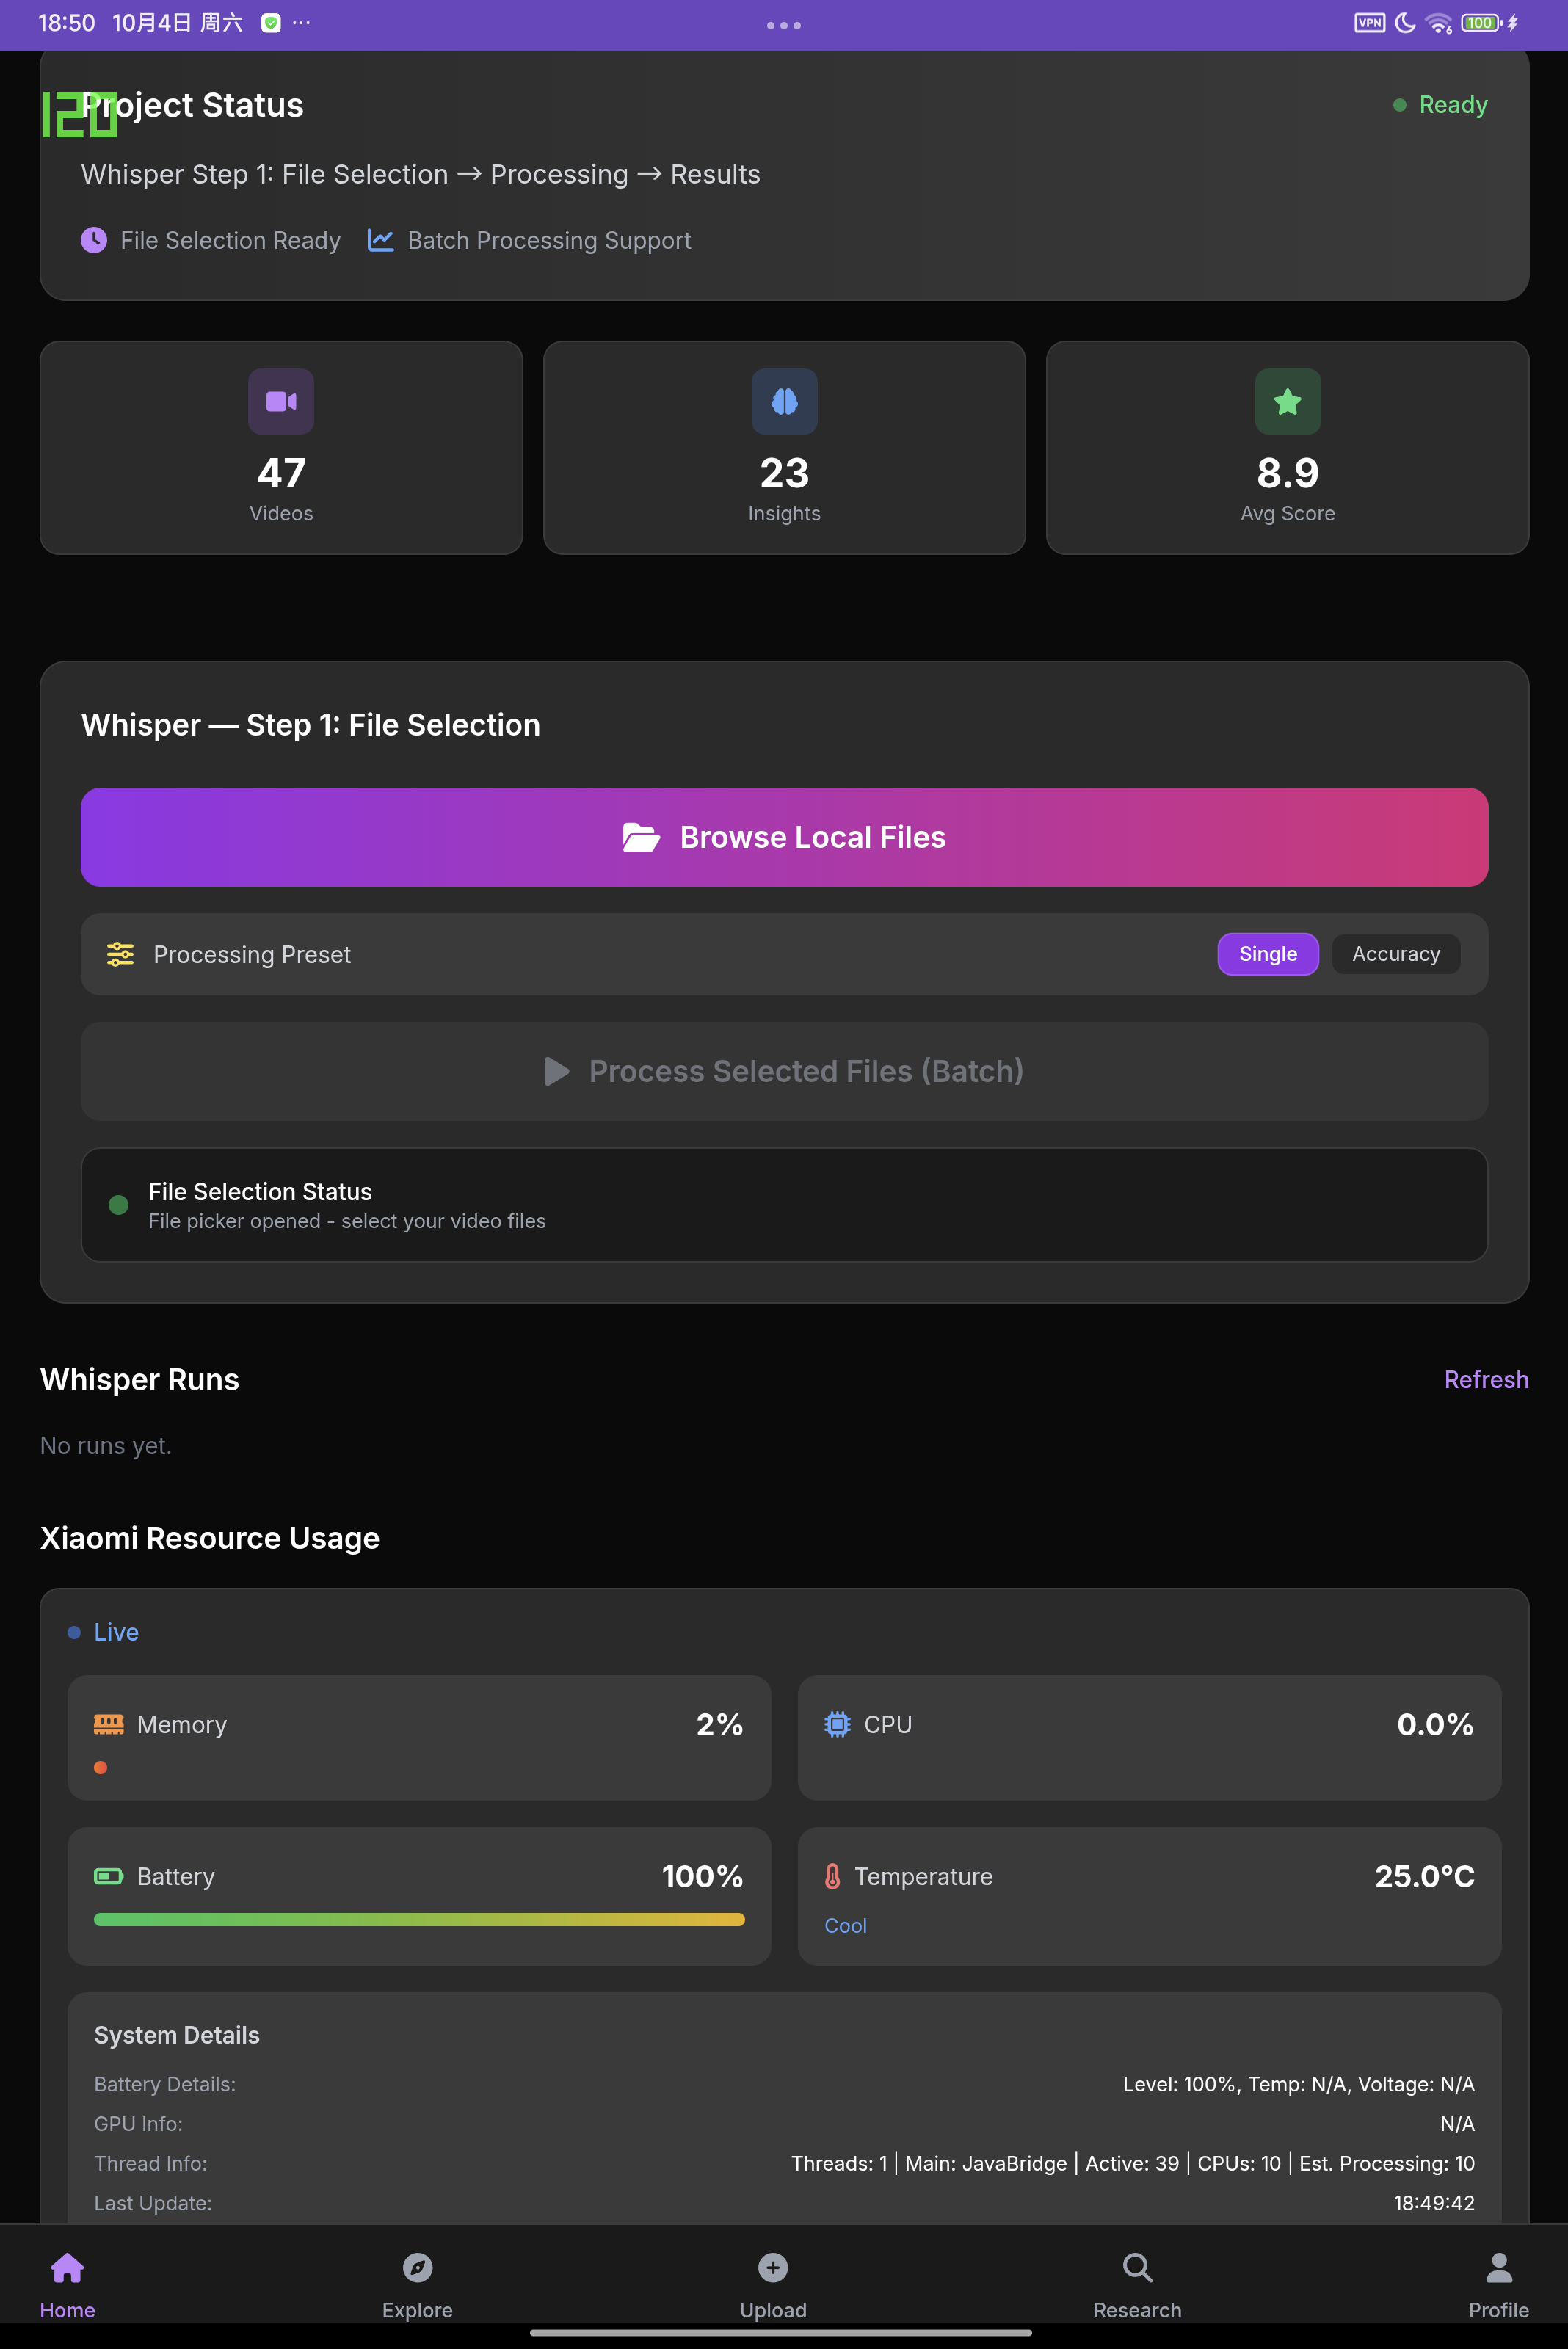 18:50 10月4日 周六 ...
VPN 6 100
120
Project Status
Ready
Whisper Step 1: File Selection → Processing → Results
File Selection Ready Batch Processing Support
47
Videos
23
Insights
8.9
Avg Score
Whisper — Step 1: File Selection
Browse Local Files
Processing Preset
Single Accuracy
Process Selected Files (Batch)
File Selection Status
File picker opened - select your video files
Whisper Runs
Refresh
No runs yet.
Xiaomi Resource Usage
Live
Memory 2%
CPU 0.0%
Battery 100%
Temperature 25.0°C
Cool
System Details
Battery Details: Level: 100%, Temp: N/A, Voltage: N/A
GPU Info: N/A
Thread Info: Threads: 1 | Main: JavaBridge | Active: 39 | CPUs: 10 | Est. Processing: 10
Last Update: 18:49:42
Home Explore Upload Research Profile